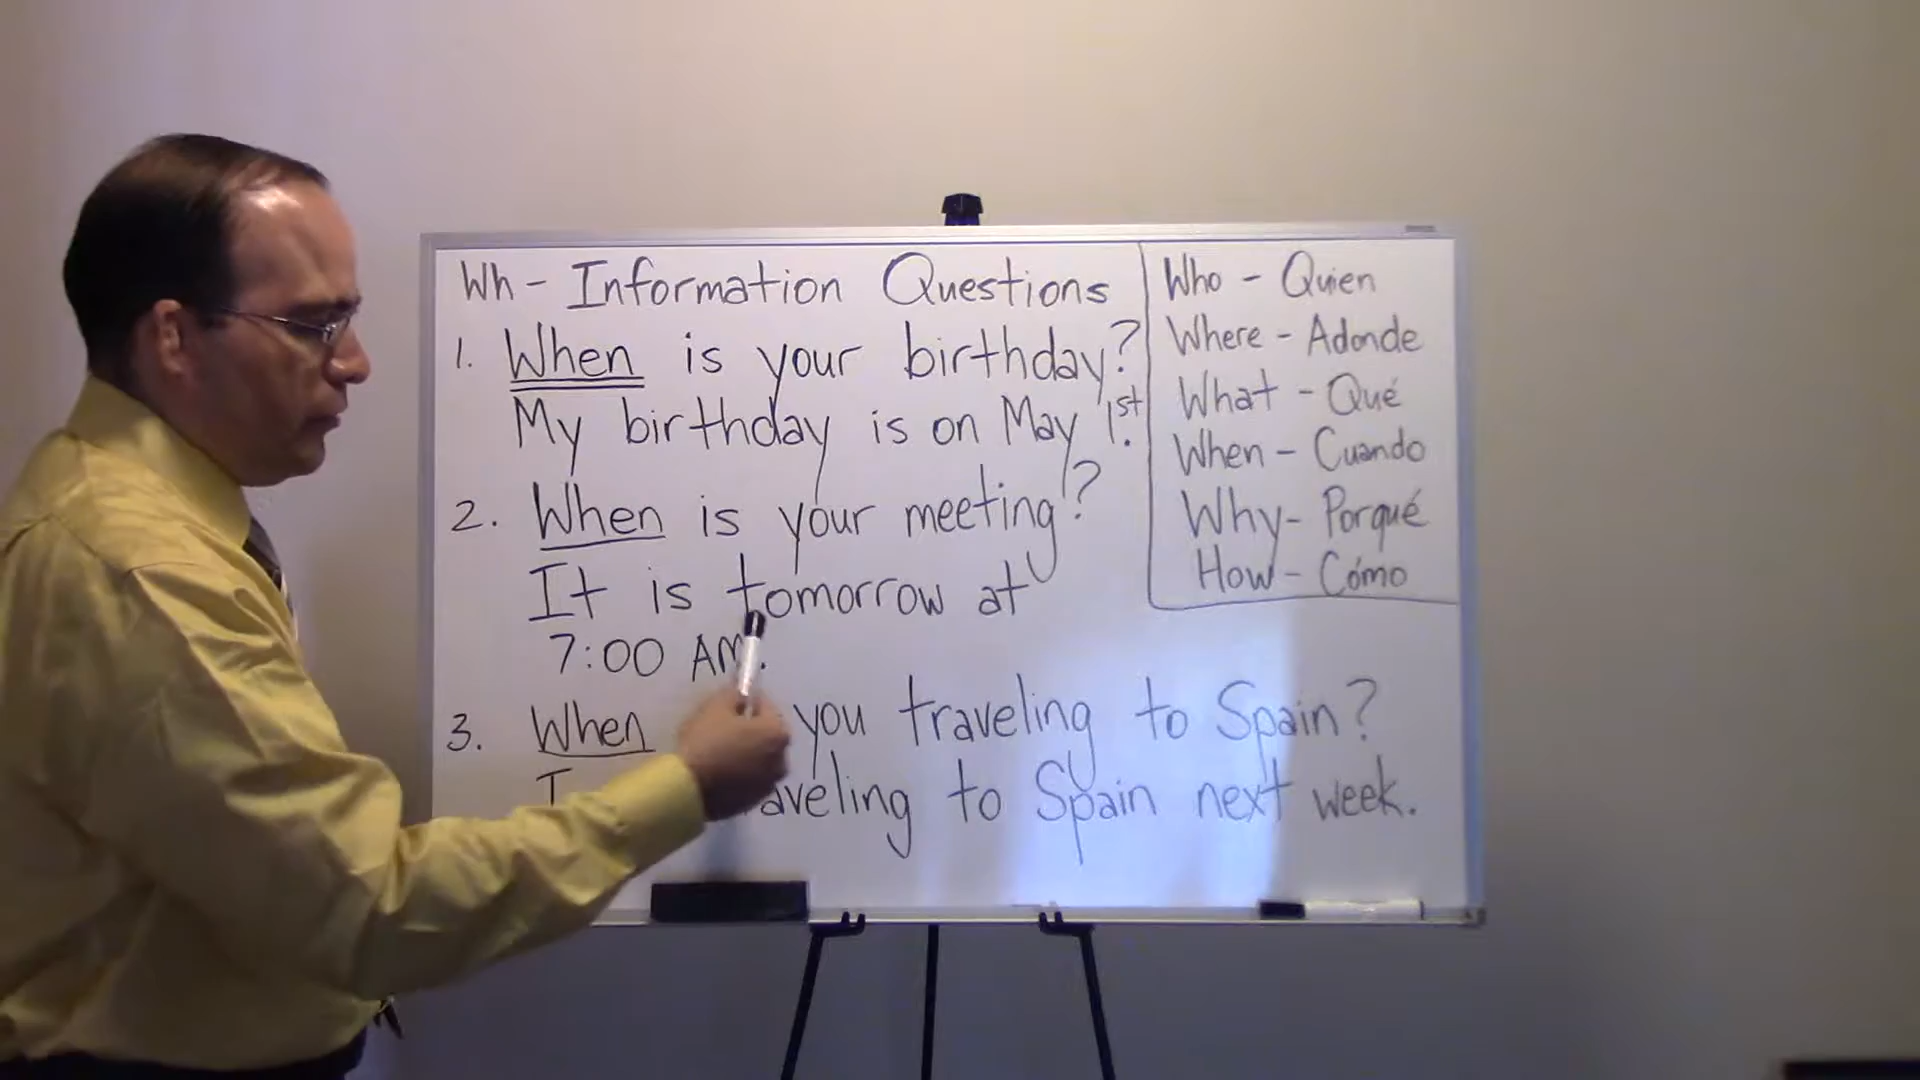 Wh - Information Questions
1. When is your birthday?
My birthday is on May 1st.
2. When is your meeting?
It is tomorrow at
7:00 AM.
3. When you traveling to Spain?
I traveling to Spain next week.
Who - Quien
Where - Adonde
What - Qué
When - Cuando
Why - Porqué
How - Cómo